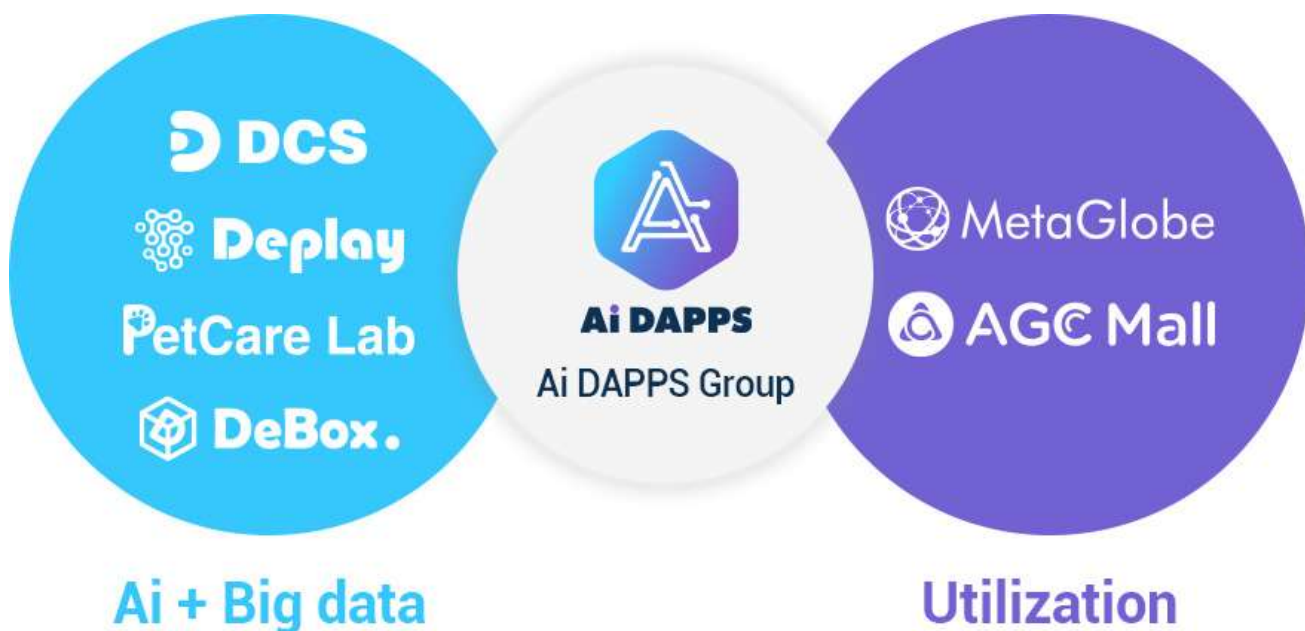 DCS
Deplay
PetCare Lab
DeBox.
Ai DAPPS
Ai DAPPS Group
MetaGlobe
AGC Mall
Ai + Big data
Utilization